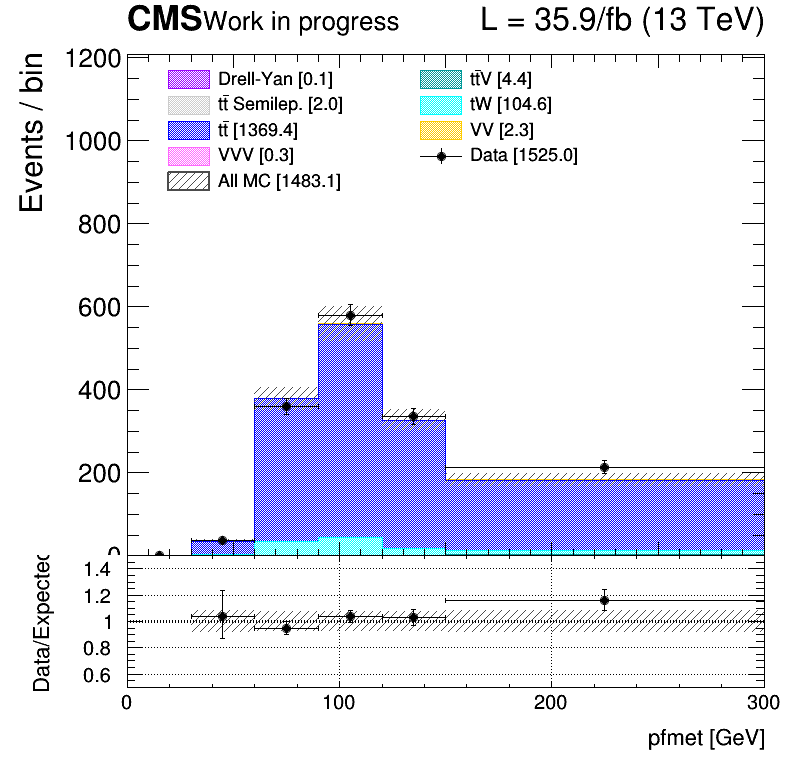 CMS Work in progress L = 35.9/fb (13 TeV)
Events / bin
1200
1000
800
600
400
200
0
Drell-Yan [0.1]
tt̄ Semilep. [2.0]
tt̄ [1369.4]
VVV [0.3]
All MC [1483.1]
tt̄V [4.4]
tW [104.6]
VV [2.3]
Data [1525.0]
Data/Expected
1.4
1.2
1
0.8
0.6
0 100 200 300
pfmet [GeV]